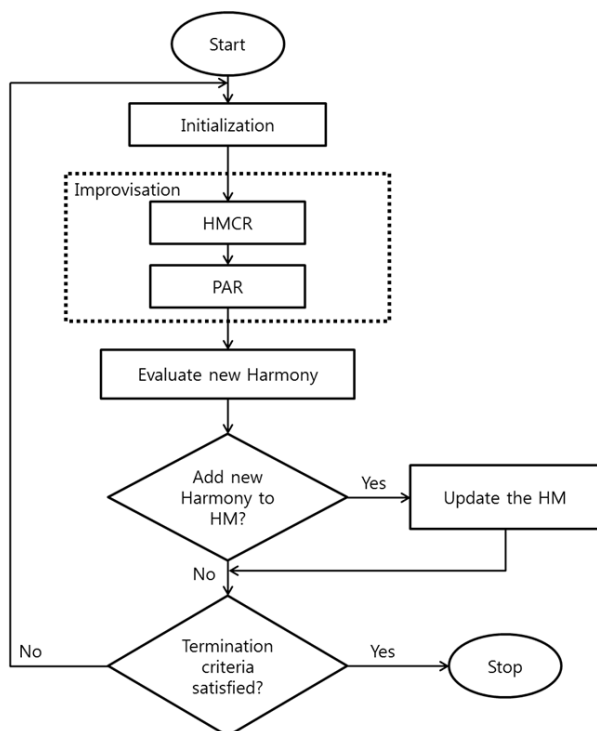 Start
Initialization
Improvisation
HMCR
PAR
Evaluate new Harmony
Add new
Harmony to
HM?
Yes
Update the HM
No
Termination
criteria
satisfied?
No
Yes
Stop